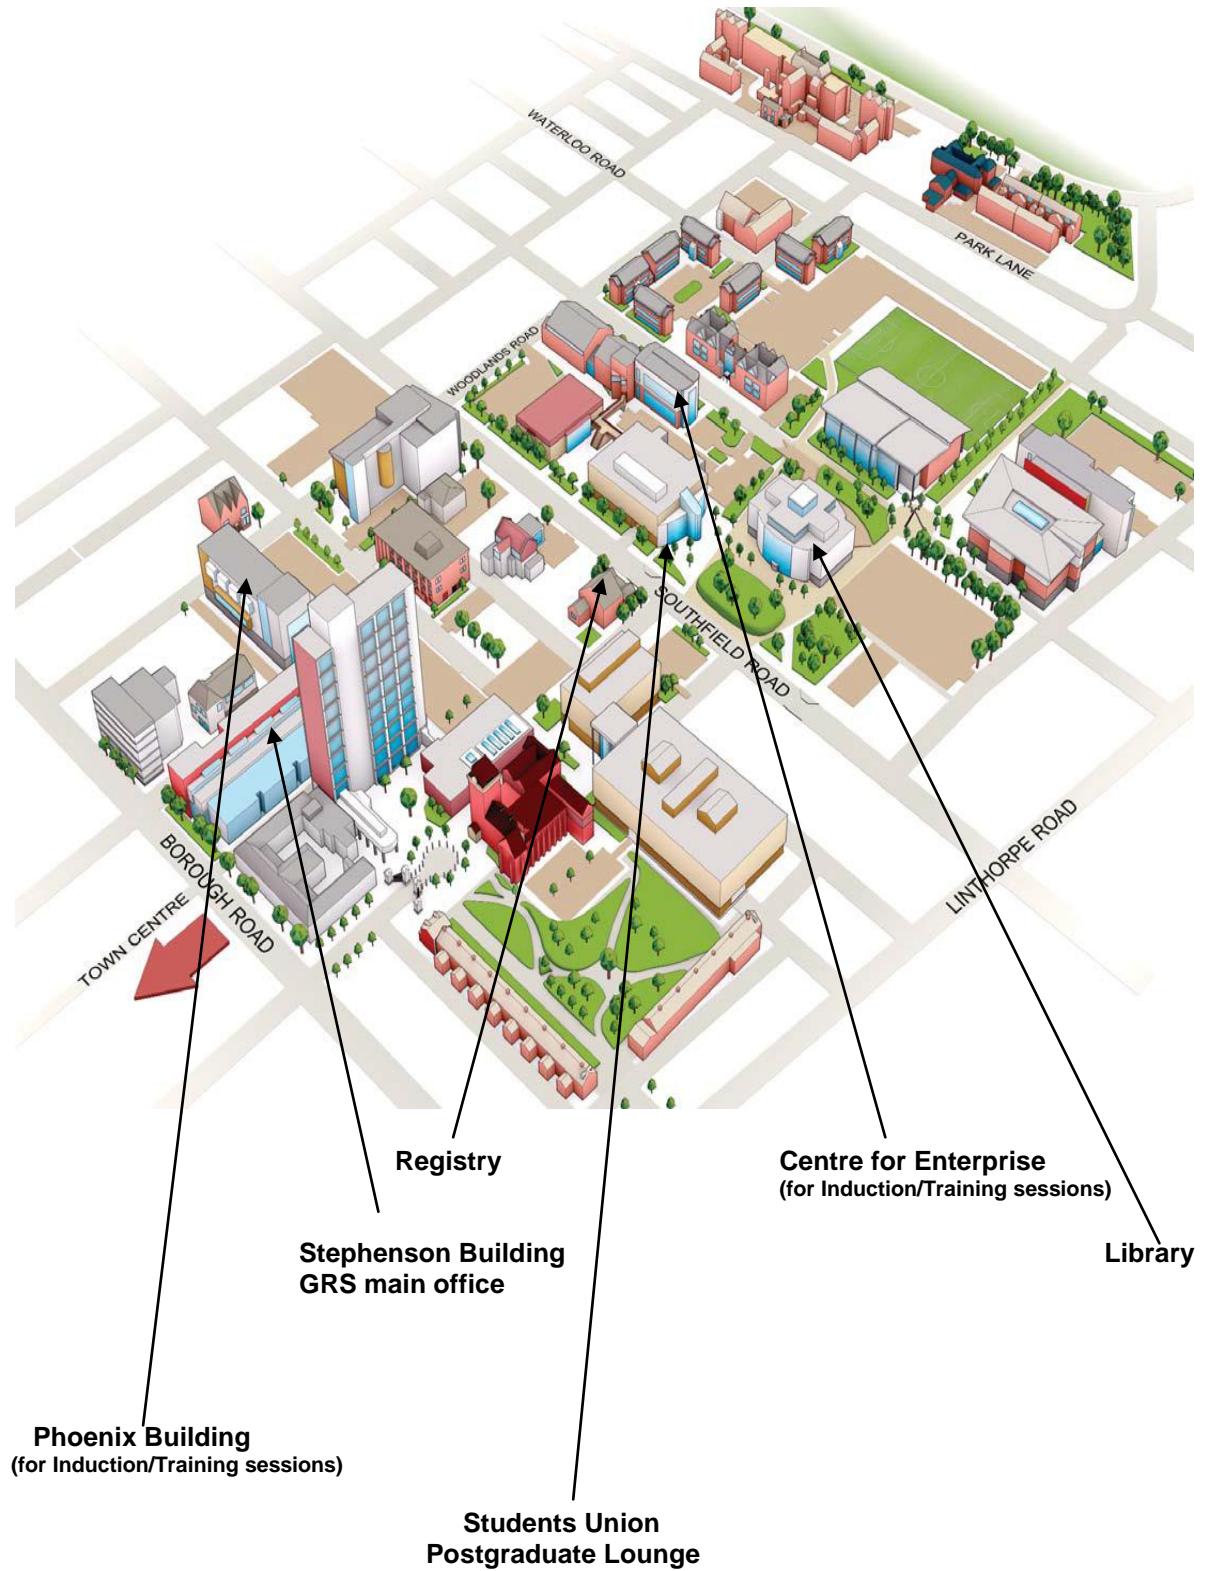 WATERLOO ROAD
PARK LANE
WOODLANDS ROAD
SOUTHFIELD ROAD
LINTHORPE ROAD
BOROUGH ROAD
TOWN CENTRE
Registry
Centre for Enterprise
(for Induction/Training sessions)
Stephenson Building
GRS main office
Library
Phoenix Building
(for Induction/Training sessions)
Students Union
Postgraduate Lounge